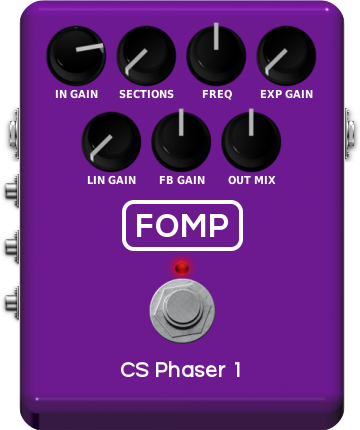 IN GAIN SECTIONS FREQ EXP GAIN
LIN GAIN FB GAIN OUT MIX
FOMP
CS Phaser 1